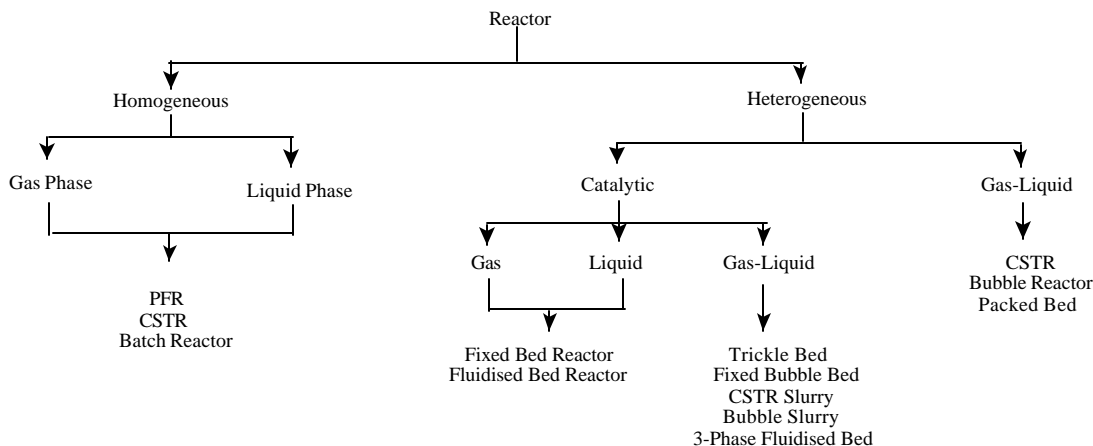 Reactor
Homogeneous
Heterogeneous
Gas Phase
Liquid Phase
Catalytic
Gas-Liquid
Gas
Liquid
Gas-Liquid
CSTR
Bubble Reactor
Packed Bed
PFR
CSTR
Batch Reactor
Fixed Bed Reactor
Fluidised Bed Reactor
Trickle Bed
Fixed Bubble Bed
CSTR Slurry
Bubble Slurry
3-Phase Fluidised Bed